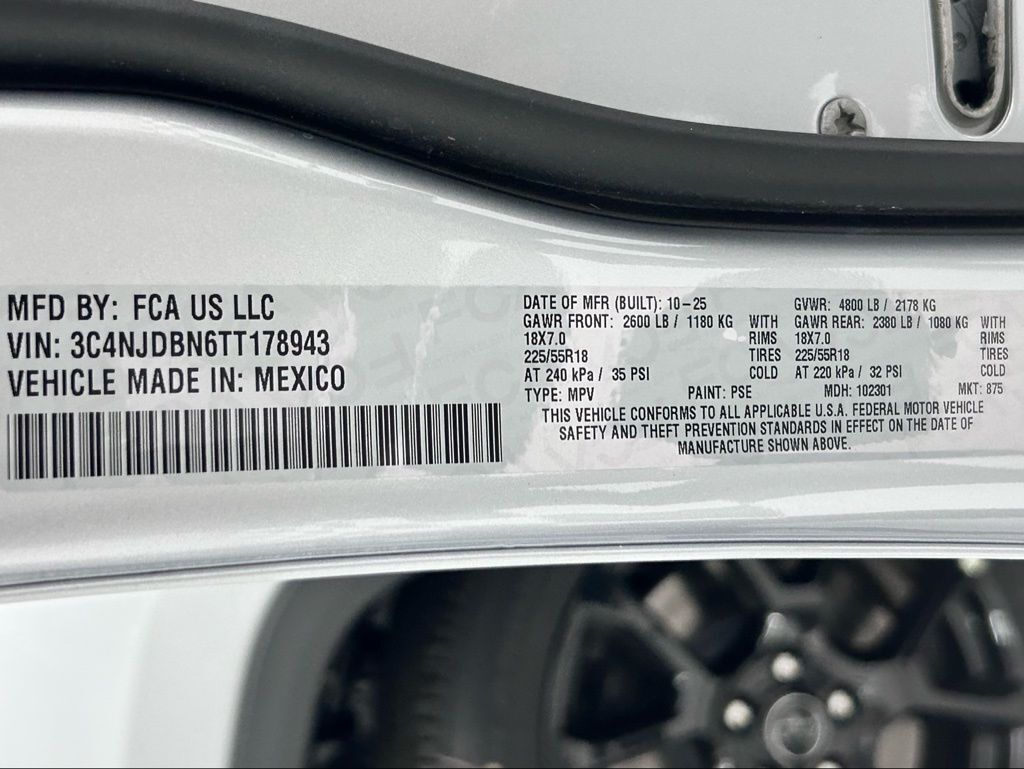 MFD BY: FCA US LLC
VIN: 3C4NJDBN6TT178943
VEHICLE MADE IN: MEXICO
DATE OF MFR (BUILT): 10-25
GVWR: 4800 LB / 2178 KG
GAWR FRONT: 2600 LB / 1180 KG WITH
18X7.0 RIMS
225/55R18 TIRES
AT 240 kPa / 35 PSI COLD
GAWR REAR: 2380 LB / 1080 KG WITH
18X7.0 RIMS
225/55R18 TIRES
AT 220 kPa / 32 PSI COLD
TYPE: MPV PAINT: PSE MDH: 102301 MKT: 875
THIS VEHICLE CONFORMS TO ALL APPLICABLE U.S.A. FEDERAL MOTOR VEHICLE
SAFETY AND THEFT PREVENTION STANDARDS IN EFFECT ON THE DATE OF
MANUFACTURE SHOWN ABOVE.